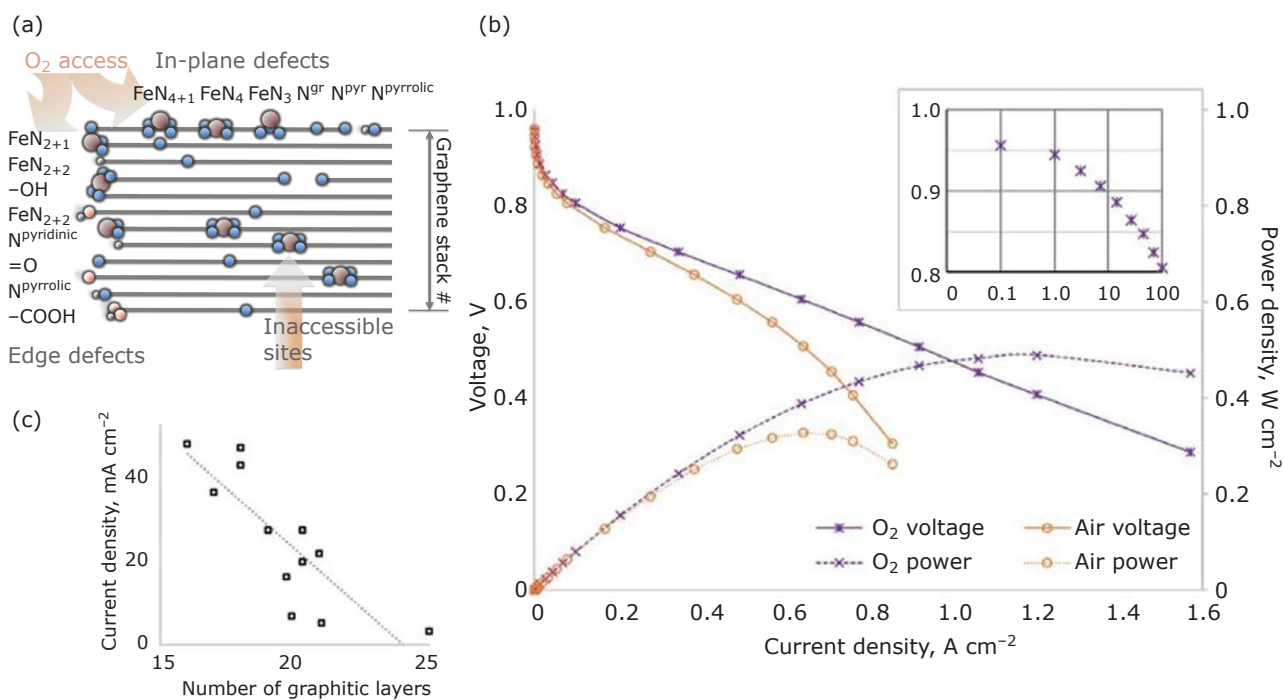 (a)
O₂ access
In-plane defects
FeN₄₊₁ FeN₄ FeN₃ Nᵍʳ Nᵖʸʳ Nᵖʸʳʳᵒˡⁱᶜ
FeN₂₊₁
FeN₂₊₂
–OH
FeN₂₊₂
Nᵖʸʳⁱᵈⁱⁿⁱᶜ
=O
Nᵖʸʳʳᵒˡⁱᶜ
–COOH
Edge defects
Inaccessible
sites
Graphene stack #
(b)
Voltage, V
1.0
0.8
0.6
0.4
0.2
0
0 0.2 0.4 0.6 0.8 1.0 1.2 1.4 1.6
Current density, A cm⁻²
1.0
0.8
0.6
0.4
0.2
0
Power density, W cm⁻²
1.0
0.9
0.8
0 0.1 1.0 10 100
O₂ voltage
Air voltage
O₂ power
Air power
(c)
Current density, mA cm⁻²
40
20
0
15 20 25
Number of graphitic layers